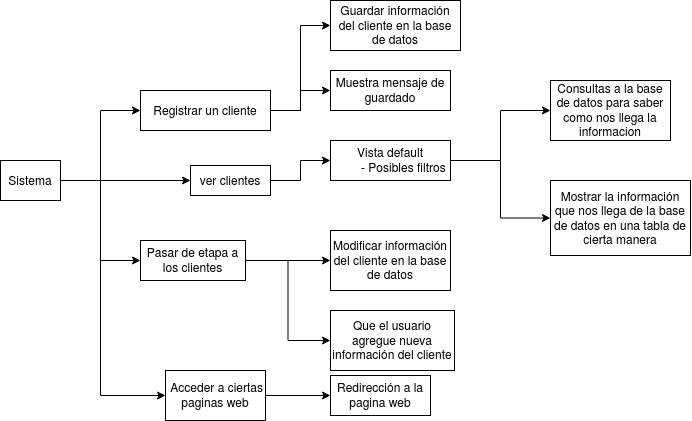 Sistema
Registrar un cliente
Guardar información
del cliente en la base
de datos
Muestra mensaje de
guardado
ver clientes
Vista default
- Posibles filtros
Consultas a la base
de datos para saber
como nos llega la
informacion
Mostrar la información
que nos llega de la base
de datos en una tabla de
cierta manera
Pasar de etapa a
los clientes
Modificar información
del cliente en la base
de datos
Que el usuario
agregue nueva
información del cliente
Acceder a ciertas
paginas web
Redirección a la
pagina web